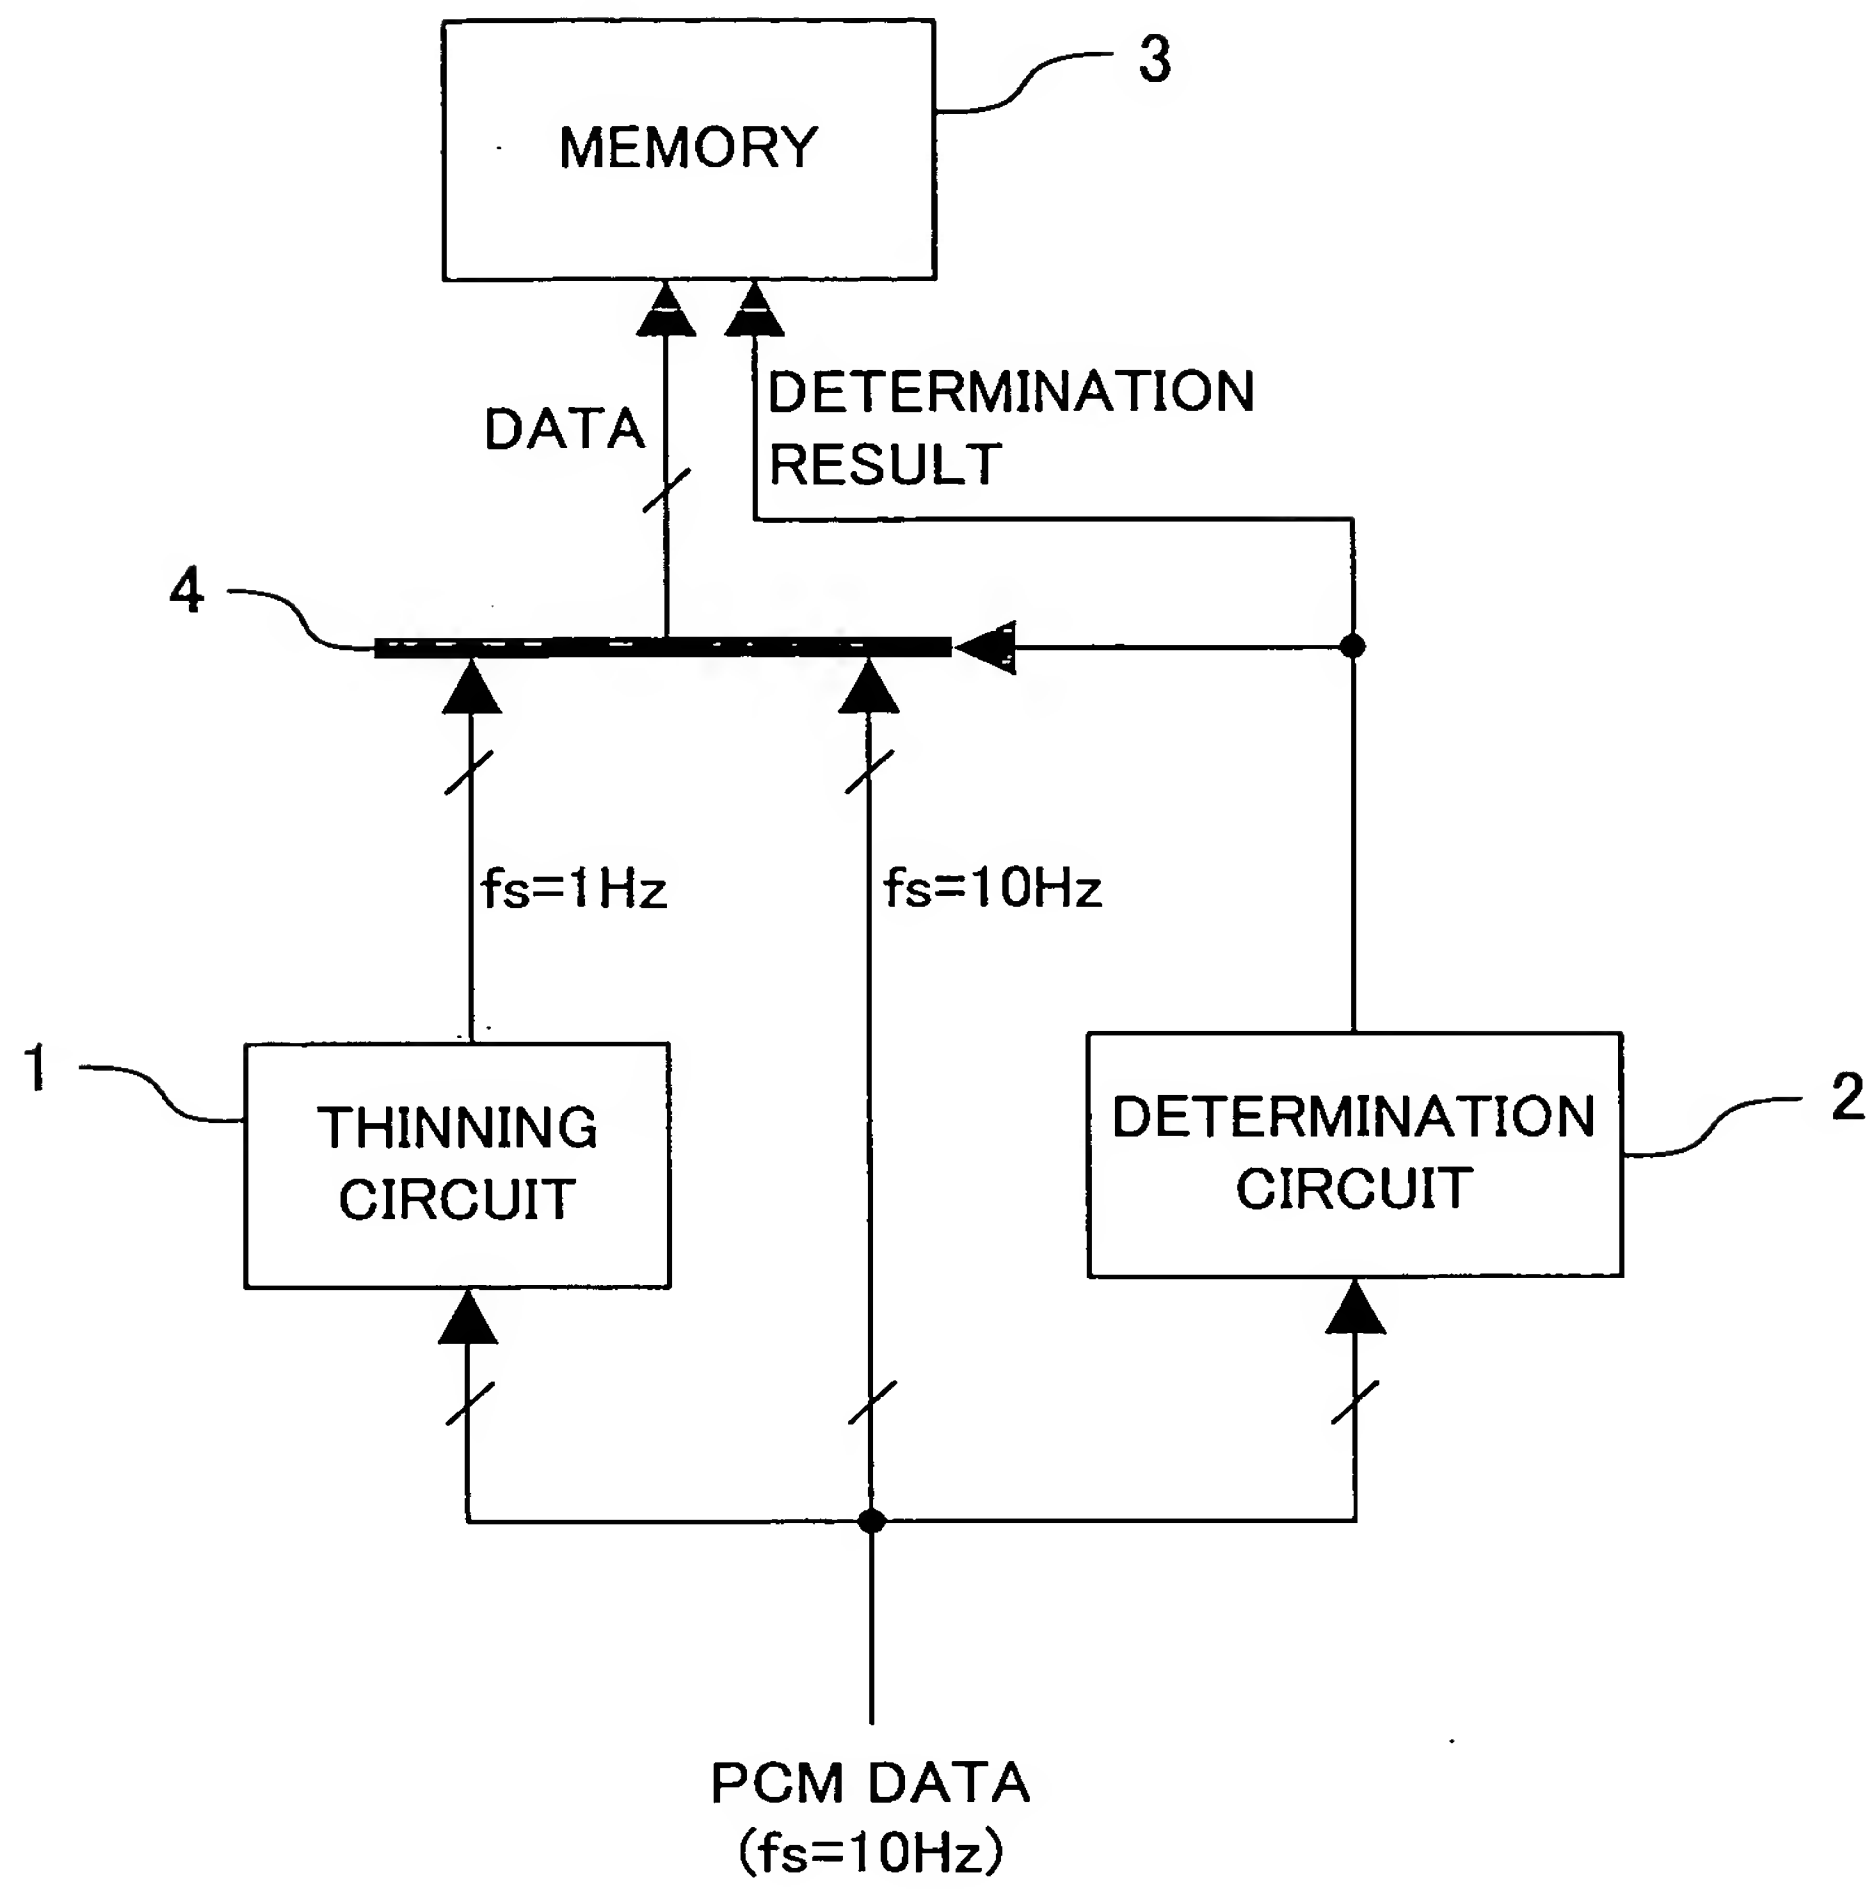 3
MEMORY
DETERMINATION
RESULT
DATA
4
fs=1Hz
fs=10Hz
1
2
THINNING
CIRCUIT
DETERMINATION
CIRCUIT
PCM DATA
(fs=10Hz)